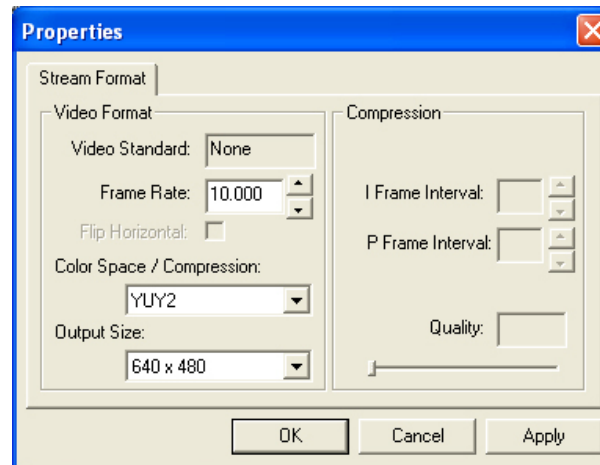 Properties
Stream Format
Video Format
Video Standard: None
Frame Rate: 10.000
Flip Horizontal:
Color Space / Compression:
YUY2
Output Size:
640 x 480
Compression
I Frame Interval:
P Frame Interval:
Quality:
OK Cancel Apply